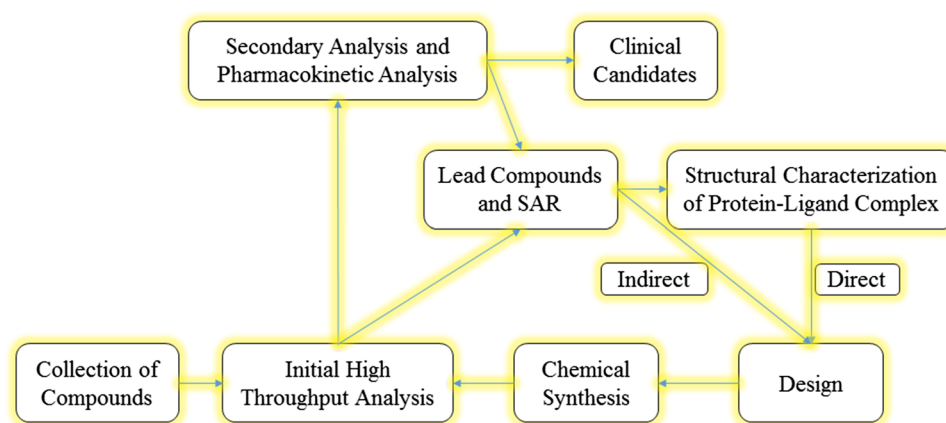 Secondary Analysis and
Pharmacokinetic Analysis
Clinical
Candidates
Lead Compounds
and SAR
Structural Characterization
of Protein-Ligand Complex
Indirect
Direct
Collection of
Compounds
Initial High
Throughput Analysis
Chemical
Synthesis
Design